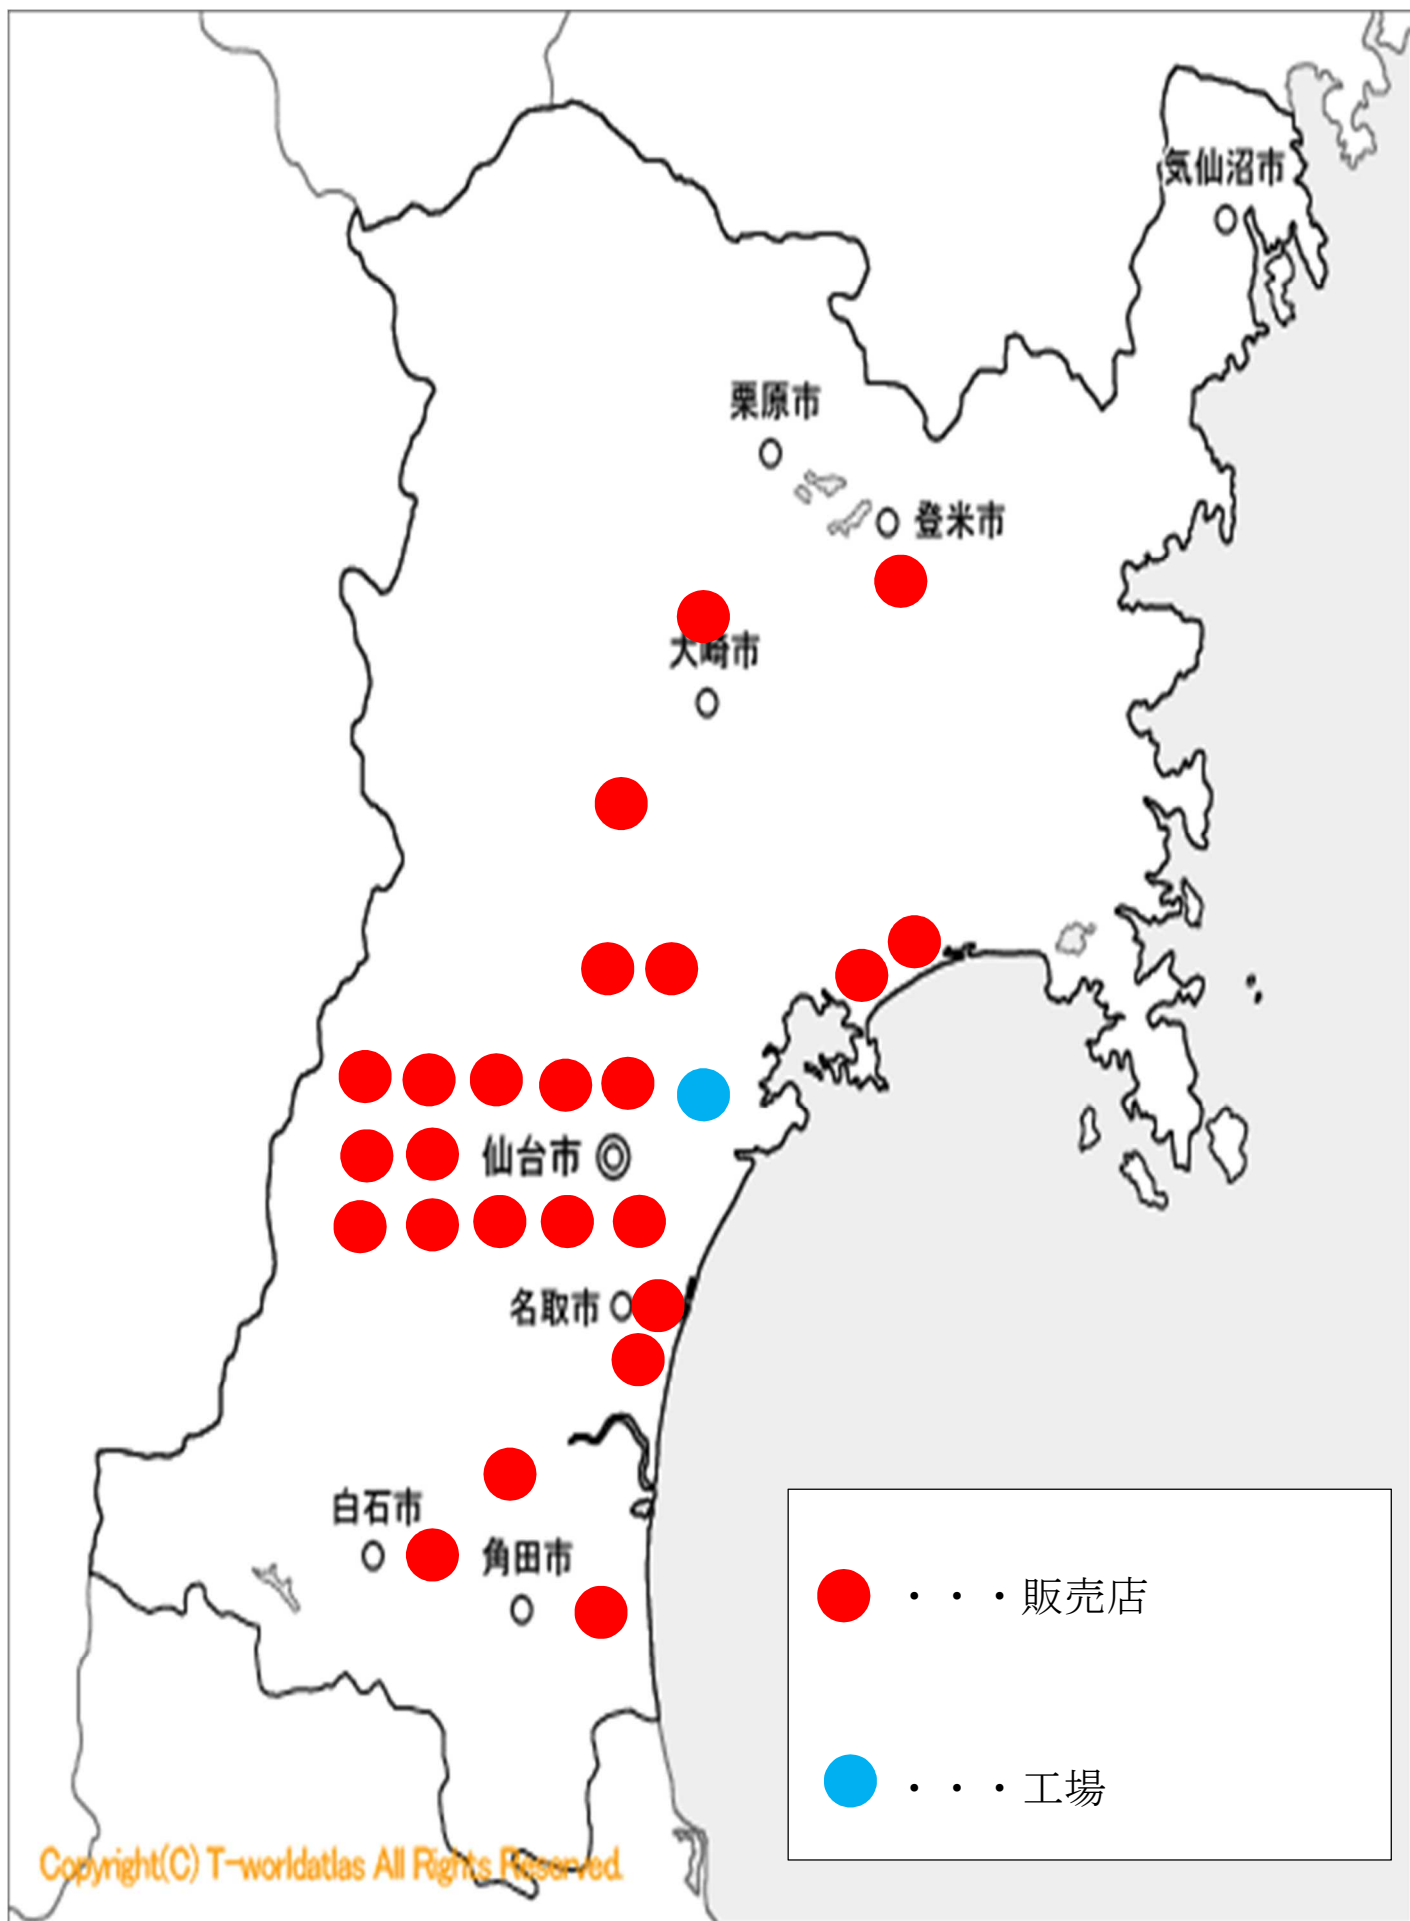 気仙沼市
栗原市
登米市
大崎市
仙台市
名取市
白石市
角田市
・・・販売店
・・・工場
Copyright(C) T-worldatlas All Rights Reserved.